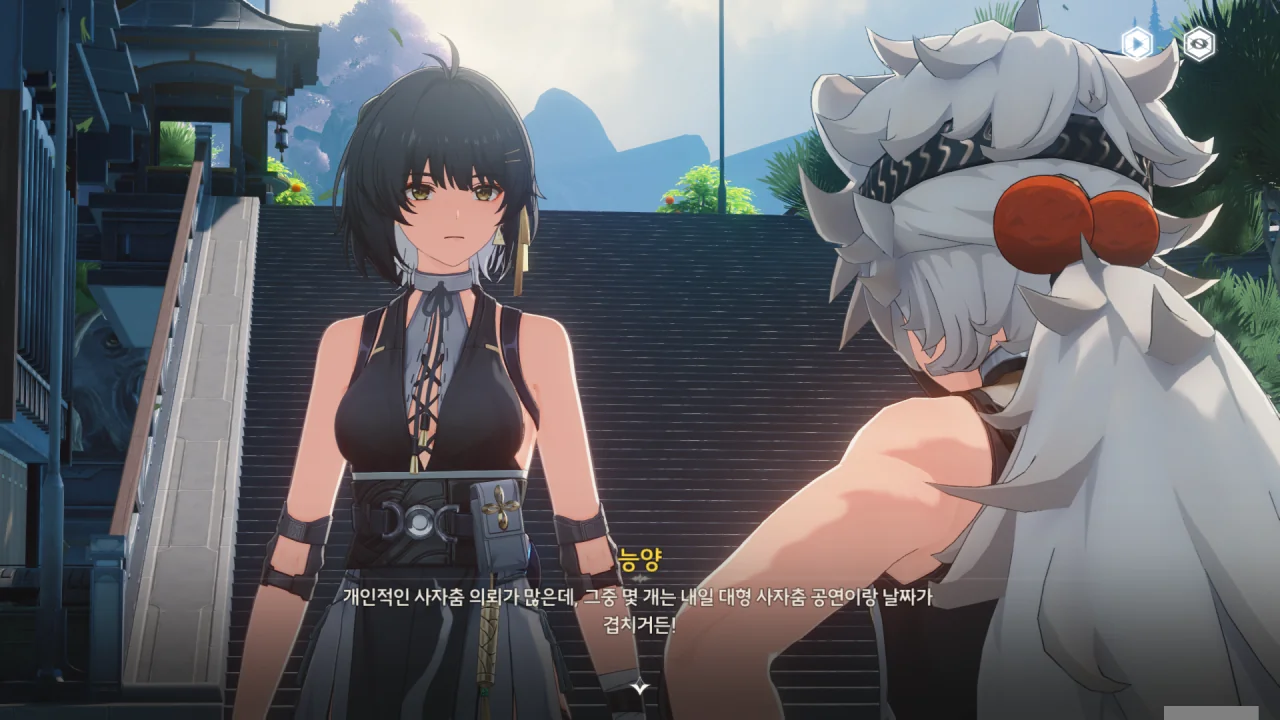 능양
개인적인 사자춤 의뢰가 많은데, 그중 몇 개는 내일 대형 사자춤 공연이랑 날짜가
겹치거든!